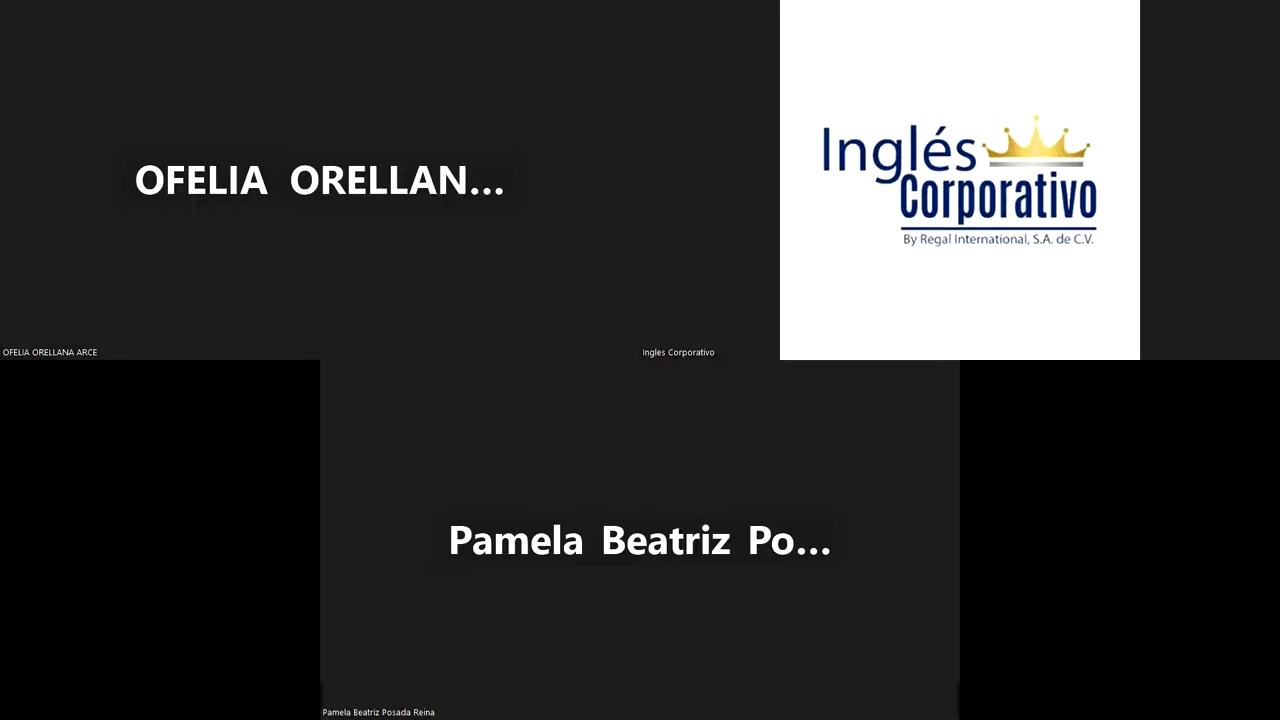 OFELIA ORELLAN...
Inglés
Corporativo
By Regal International, S.A. de C.V.
OFELIA ORELLANA ARCE
Ingles Corporativo
Pamela Beatriz Po...
Pamela Beatriz Posada Reina